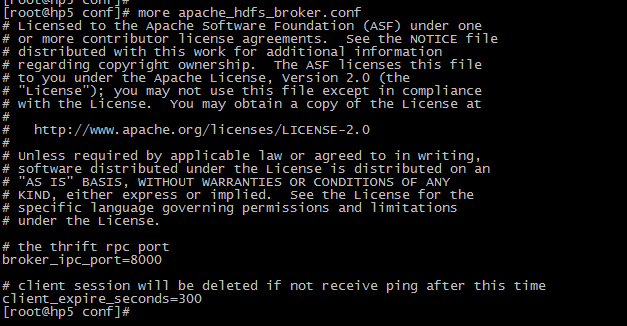 [root@hp5 conf]#
[root@hp5 conf]# more apache_hdfs_broker.conf
# Licensed to the Apache Software Foundation (ASF) under one
# or more contributor license agreements.  See the NOTICE file
# distributed with this work for additional information
# regarding copyright ownership.  The ASF licenses this file
# to you under the Apache License, Version 2.0 (the
# "License"); you may not use this file except in compliance
# with the License.  You may obtain a copy of the License at
#
#   http://www.apache.org/licenses/LICENSE-2.0
#
# Unless required by applicable law or agreed to in writing,
# software distributed under the License is distributed on an
# "AS IS" BASIS, WITHOUT WARRANTIES OR CONDITIONS OF ANY
# KIND, either express or implied.  See the License for the
# specific language governing permissions and limitations
# under the License.

# the thrift rpc port
broker_ipc_port=8000

# client session will be deleted if not receive ping after this time
client_expire_seconds=300
[root@hp5 conf]#